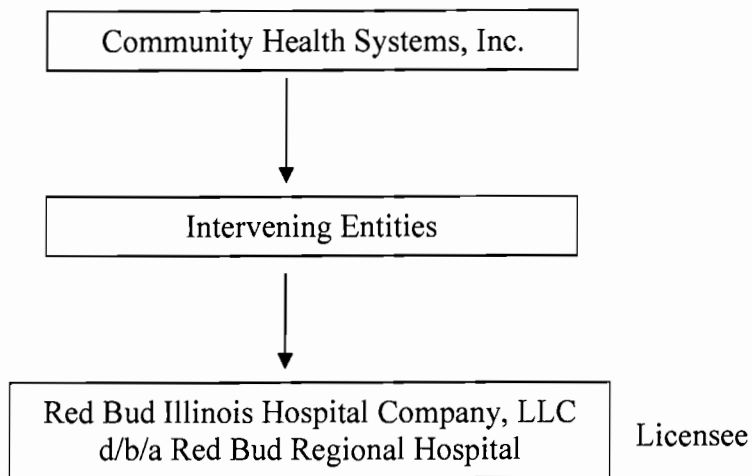 Community Health Systems, Inc.
Intervening Entities
Red Bud Illinois Hospital Company, LLC
d/b/a Red Bud Regional Hospital
Licensee